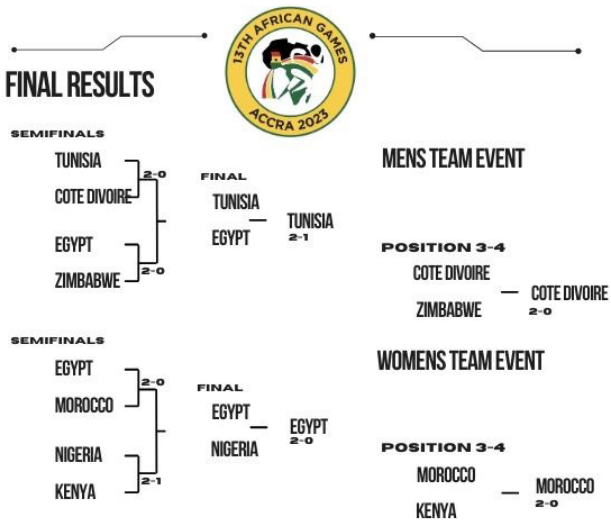 13TH AFRICAN GAMES
ACCRA 2023
FINAL RESULTS
MENS TEAM EVENT
SEMIFINALS
TUNISIA
2-0
COTE DIVOIRE
EGYPT
2-0
ZIMBABWE
FINAL
TUNISIA
EGYPT
TUNISIA
2-1
POSITION 3-4
COTE DIVOIRE
ZIMBABWE
COTE DIVOIRE
2-0
WOMENS TEAM EVENT
SEMIFINALS
EGYPT
2-0
MOROCCO
NIGERIA
2-1
KENYA
FINAL
EGYPT
NIGERIA
EGYPT
2-0
POSITION 3-4
MOROCCO
KENYA
MOROCCO
2-0